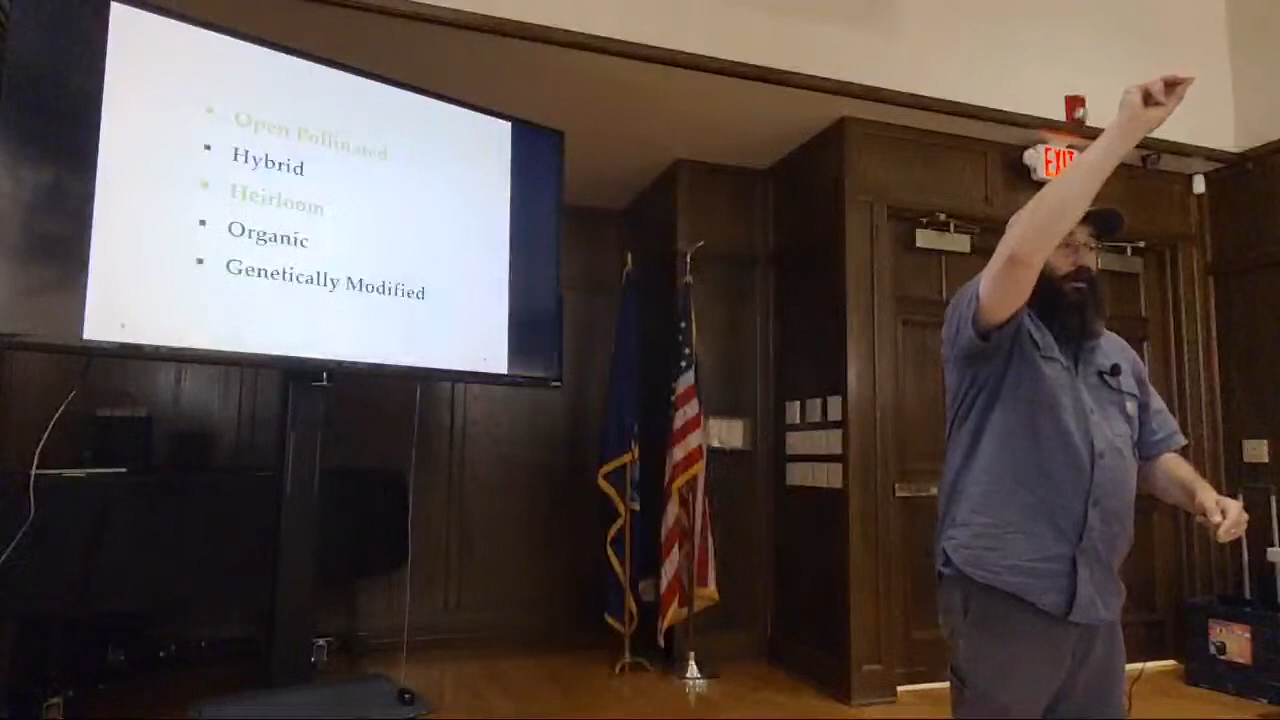 Open Pollinated
Hybrid
Heirloom
Organic
Genetically Modified
EXIT